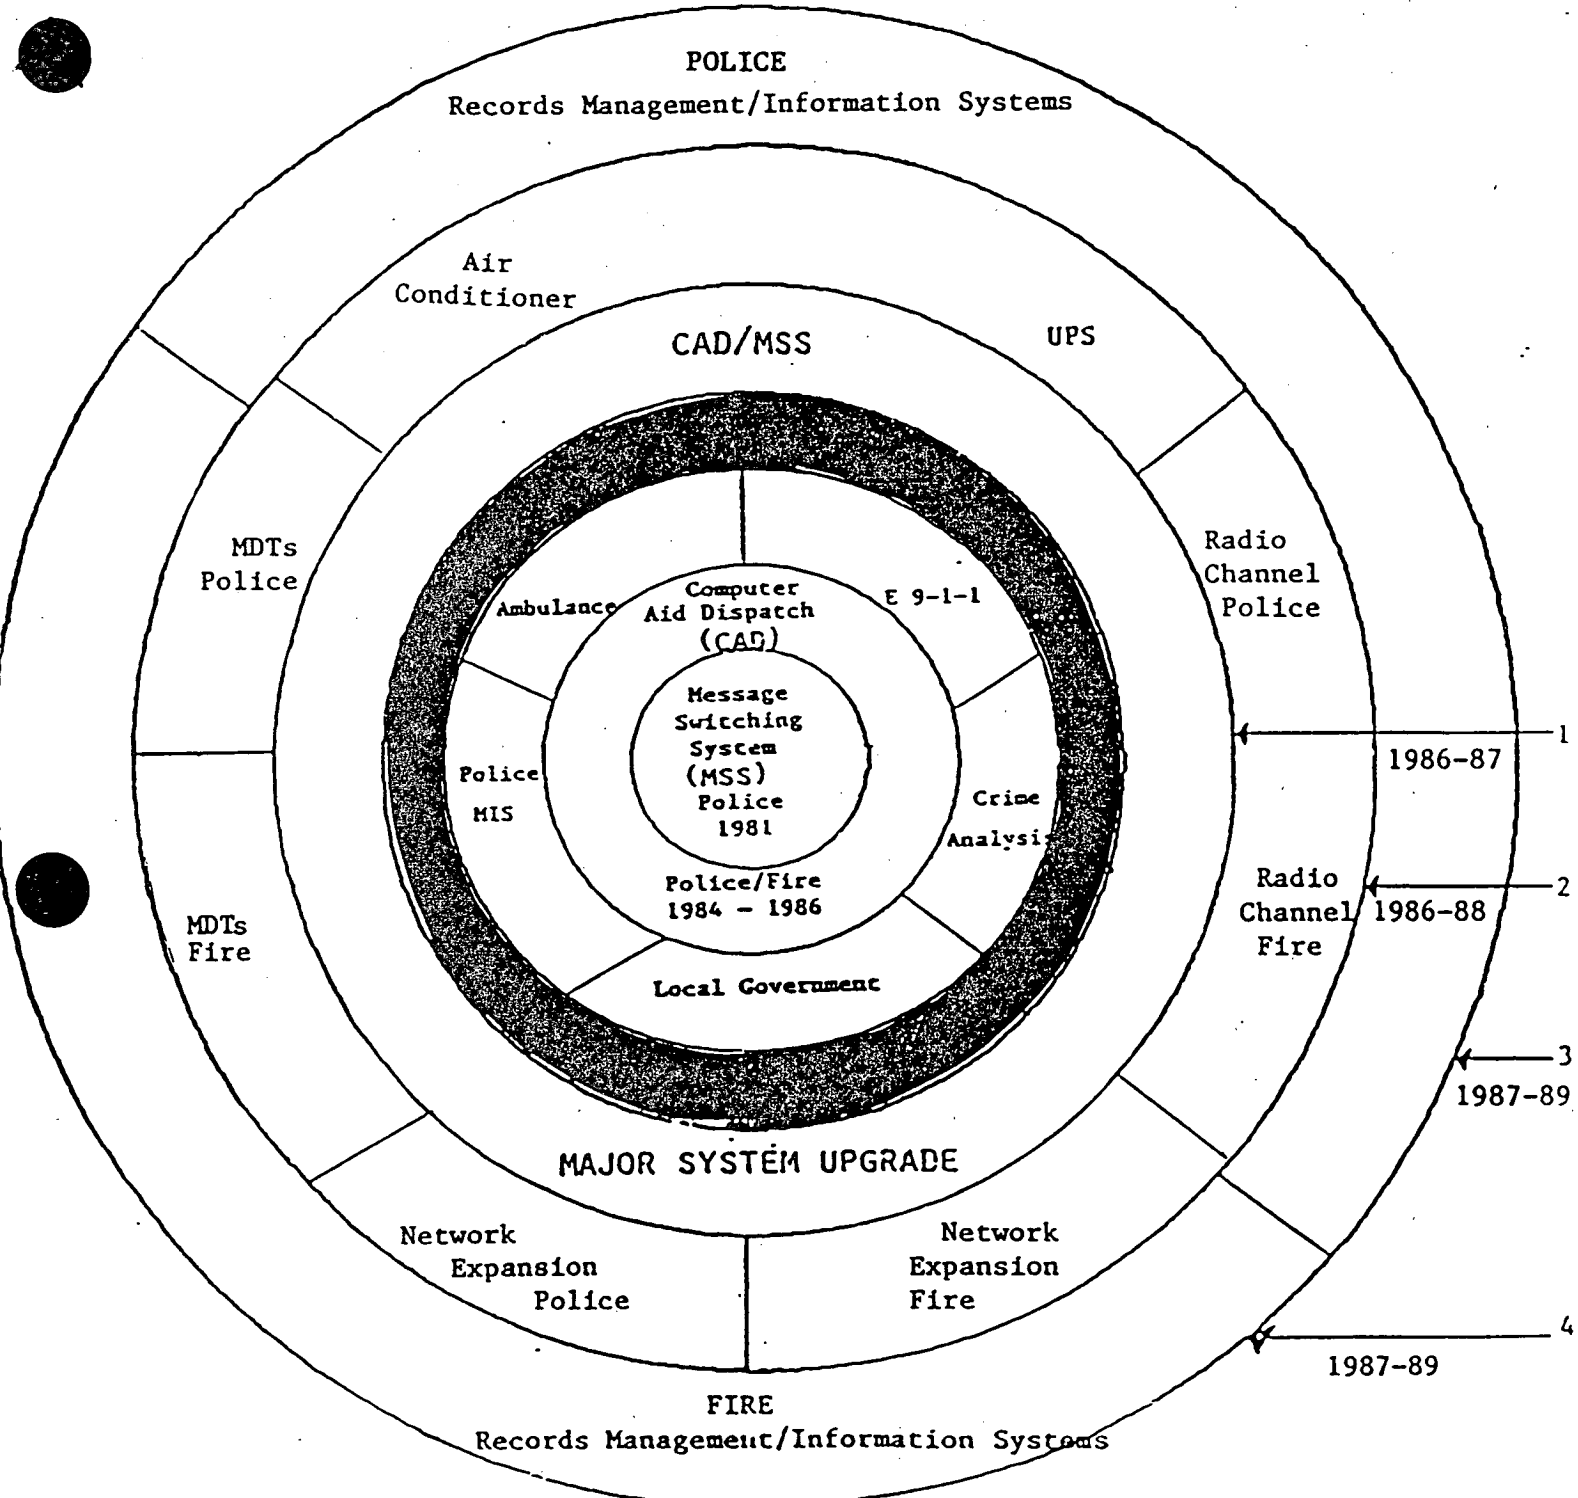 POLICE
Records Management/Information Systems
Air
Conditioner
UPS
CAD/MSS
MDTs
Police
Radio
Channel
Police
Ambulance
Computer
Aid Dispatch
(CAD)
E 9-1-1
Message
Switching
System
(MSS)
Police
1981
Police
MIS
Crime
Analysis
Police/Fire
1984 - 1986
Local Government
1
1986-87
2
1986-88
Radio
Channel
Fire
MDTs
Fire
3
1987-89
MAJOR SYSTEM UPGRADE
Network
Expansion
Police
Network
Expansion
Fire
4
1987-89
FIRE
Records Management/Information Systems